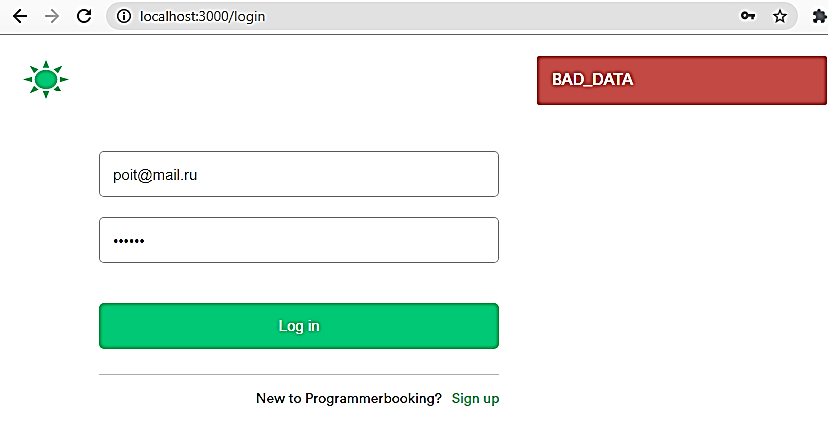 localhost:3000/login
BAD_DATA
poit@mail.ru
••••••
Log in
New to Programmerbooking? Sign up